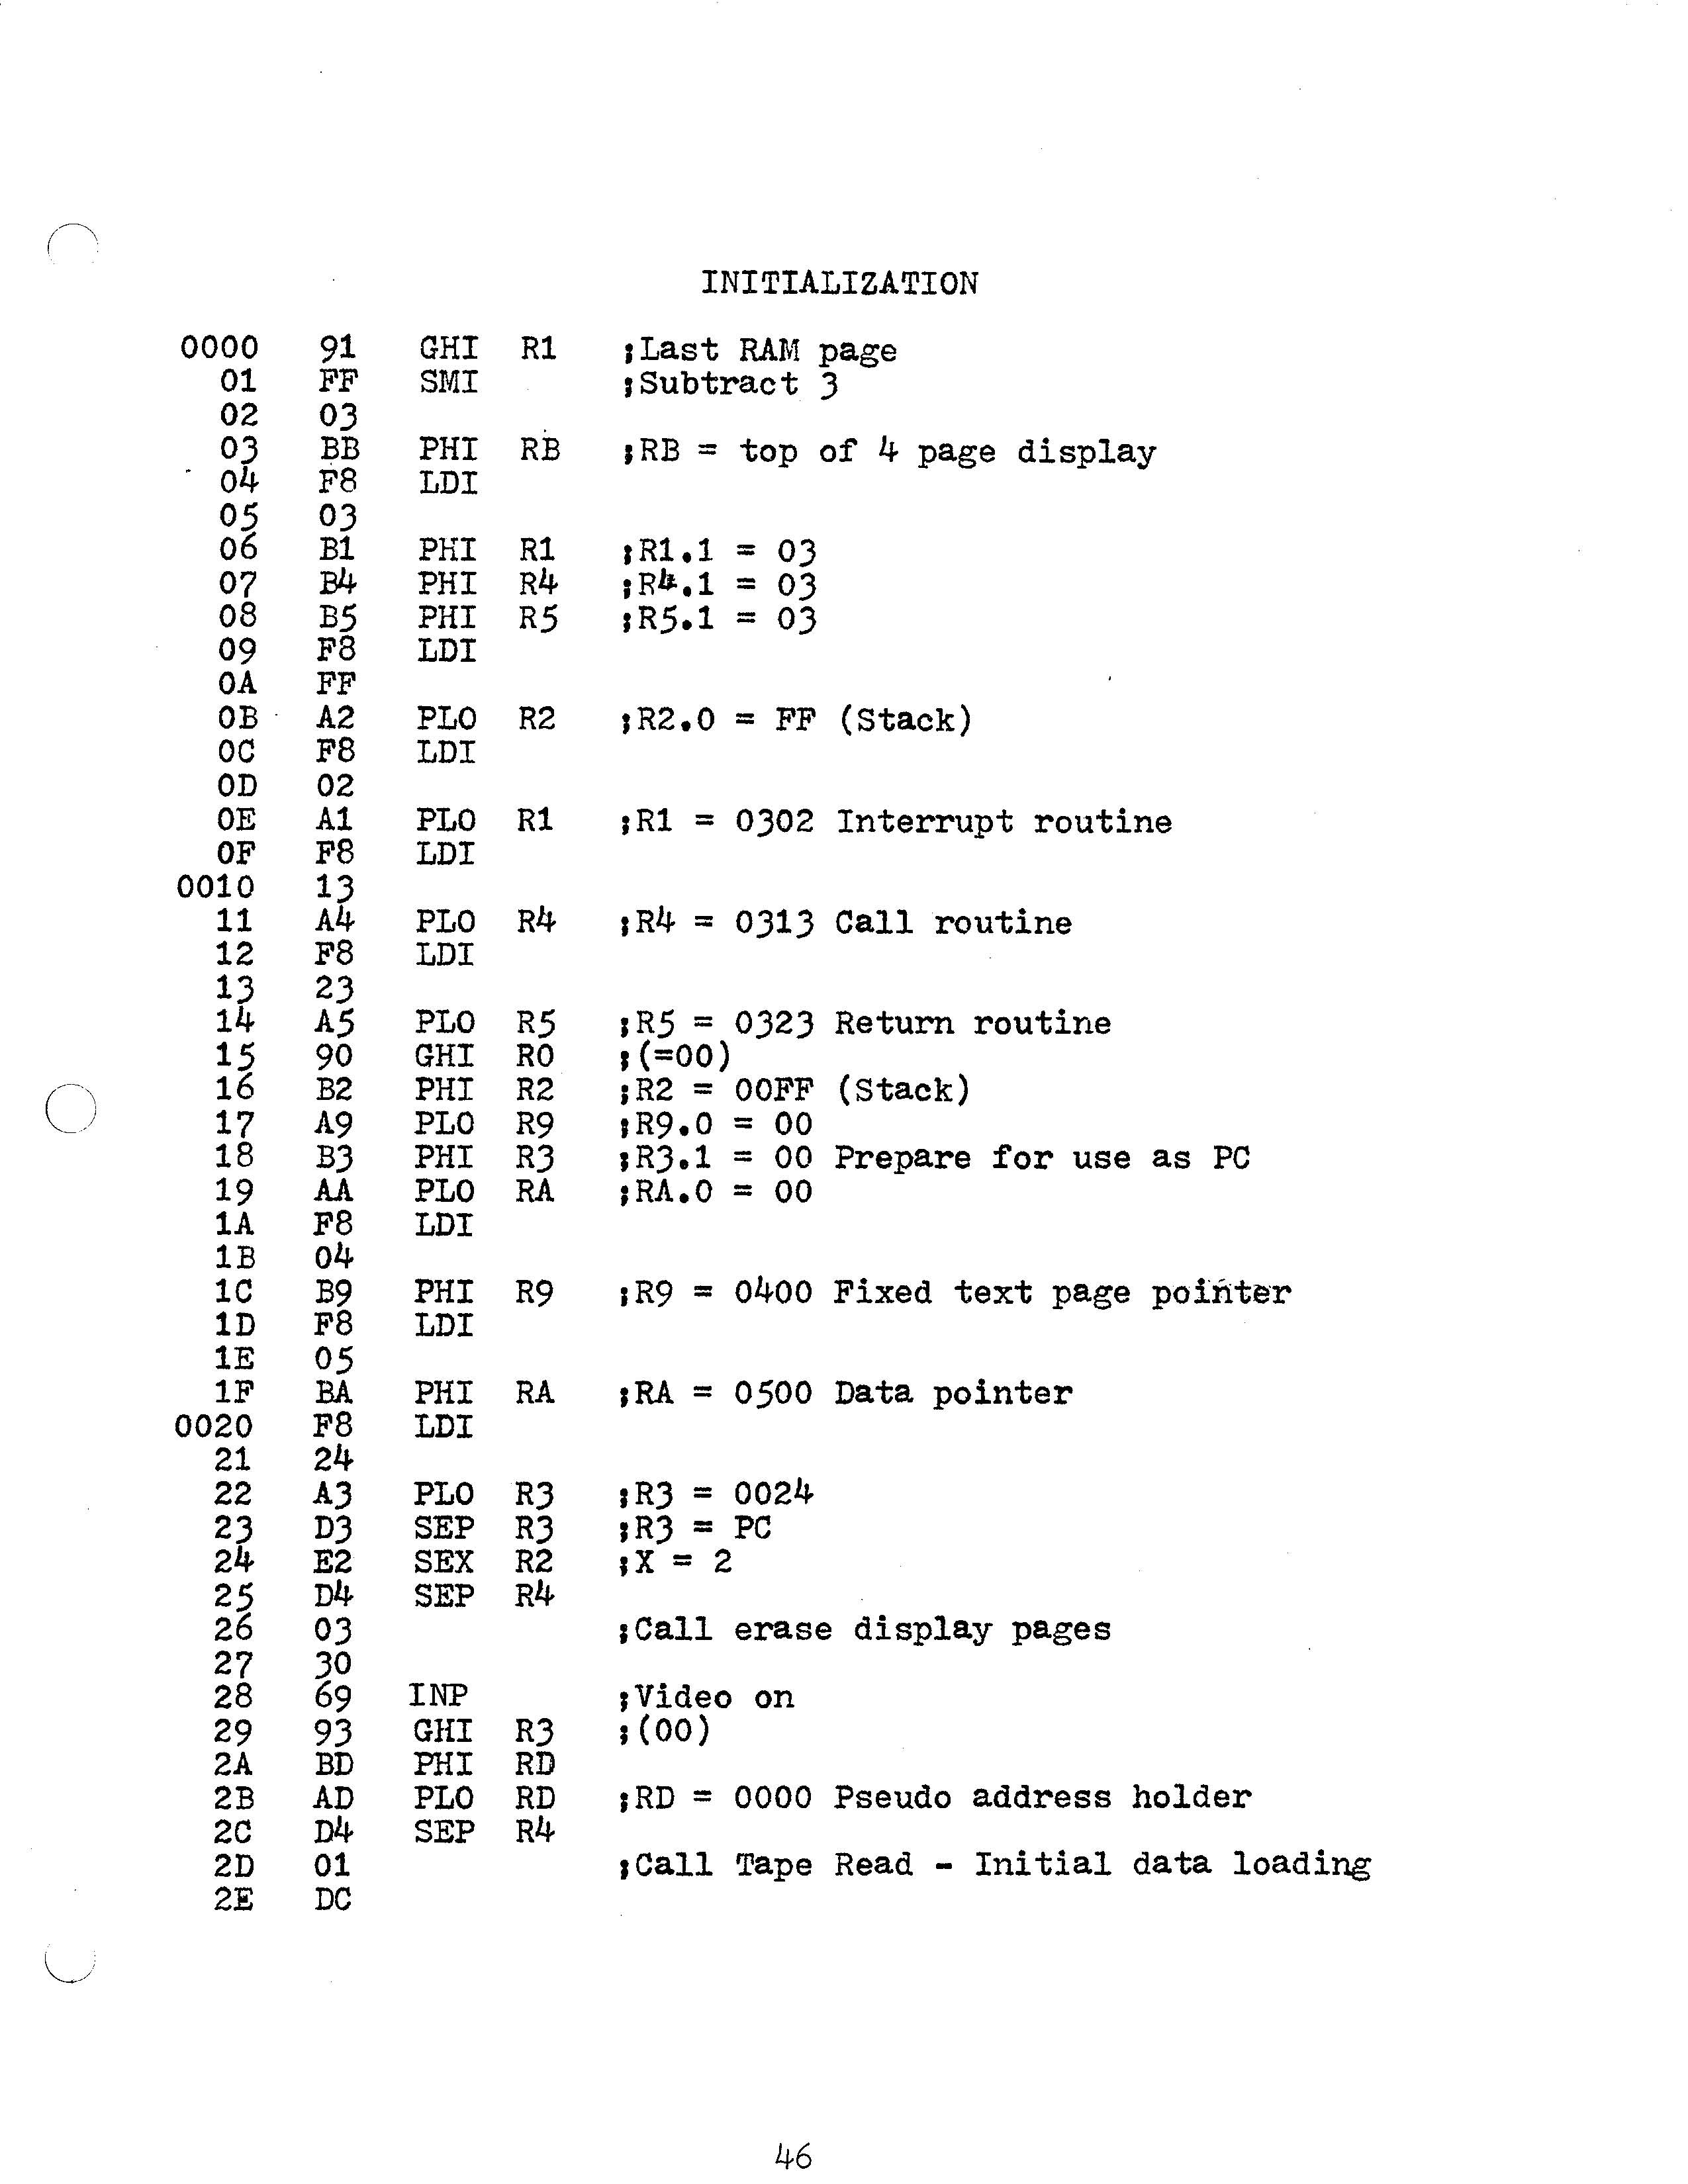 INITIALIZATION
0000 91 GHI R1 ;Last RAM page
01 FF SMI ;Subtract 3
02 03
03 BB PHI RB ;RB = top of 4 page display
04 F8 LDI
05 03
06 B1 PHI R1 ;R1.1 = 03
07 B4 PHI R4 ;R4.1 = 03
08 B5 PHI R5 ;R5.1 = 03
09 F8 LDI
0A FF
0B A2 PLO R2 ;R2.0 = FF (Stack)
0C F8 LDI
0D 02
0E A1 PLO R1 ;R1 = 0302 Interrupt routine
0F F8 LDI
0010 13
11 A4 PLO R4 ;R4 = 0313 Call routine
12 F8 LDI
13 23
14 A5 PLO R5 ;R5 = 0323 Return routine
15 90 GHI R0 ;(=00)
16 B2 PHI R2 ;R2 = 00FF (Stack)
17 A9 PLO R9 ;R9.0 = 00
18 B3 PHI R3 ;R3.1 = 00 Prepare for use as PC
19 AA PLO RA ;RA.0 = 00
1A F8 LDI
1B 04
1C B9 PHI R9 ;R9 = 0400 Fixed text page pointer
1D F8 LDI
1E 05
1F BA PHI RA ;RA = 0500 Data pointer
0020 F8 LDI
21 24
22 A3 PLO R3 ;R3 = 0024
23 D3 SEP R3 ;R3 = PC
24 E2 SEX R2 ;X = 2
25 D4 SEP R4
26 03 ;Call erase display pages
27 30
28 69 INP ;Video on
29 93 GHI R3 ;(00)
2A BD PHI RD
2B AD PLO RD ;RD = 0000 Pseudo address holder
2C D4 SEP R4
2D 01 ;Call Tape Read - Initial data loading
2E DC
46